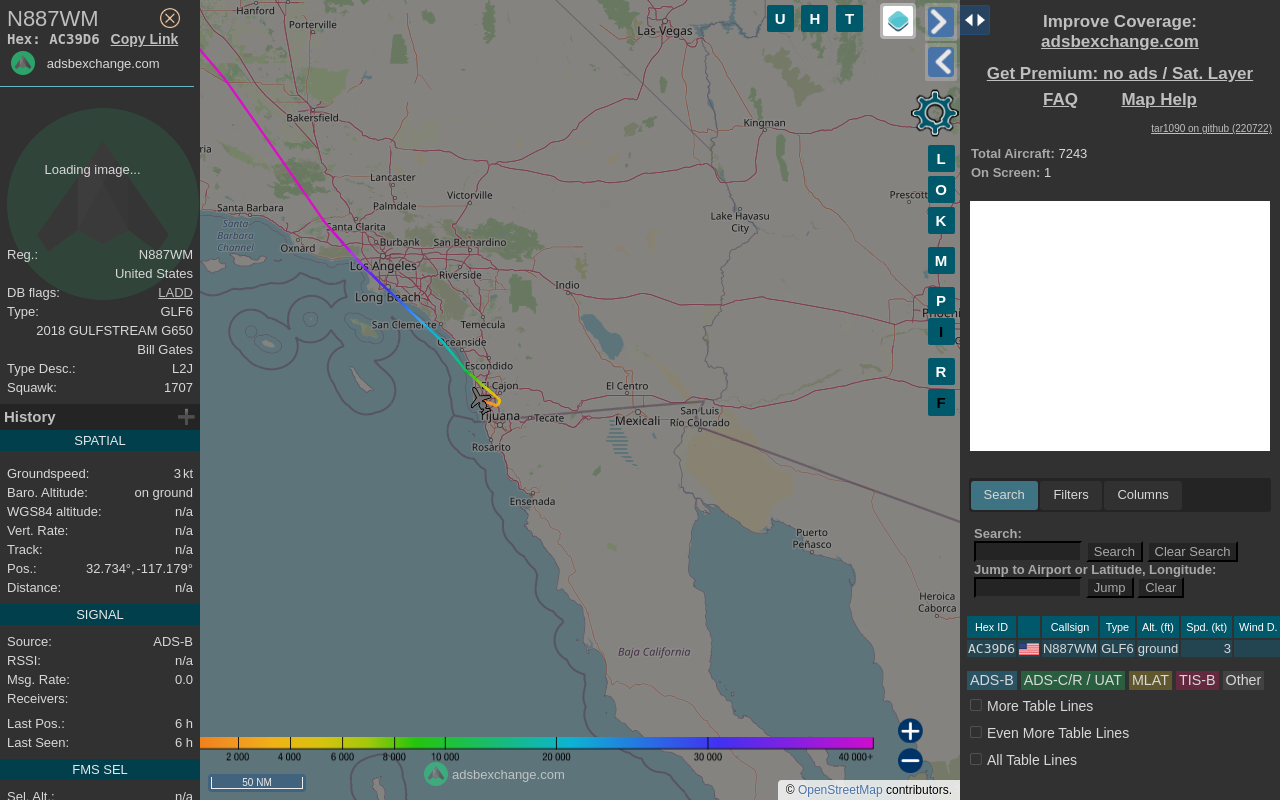 N887WM
Hex: AC39D6 Copy Link
adsbexchange.com
Loading image...
Reg.: N887WM
United States
DB flags: LADD
Type: GLF6
2018 GULFSTREAM G650
Bill Gates
Type Desc.: L2J
Squawk: 1707
History
SPATIAL
Groundspeed: 3 kt
Baro. Altitude: on ground
WGS84 altitude: n/a
Vert. Rate: n/a
Track: n/a
Pos.: 32.734°, -117.179°
Distance: n/a
SIGNAL
Source: ADS-B
RSSI: n/a
Msg. Rate: 0.0
Receivers:
Last Pos.: 6 h
Last Seen: 6 h
FMS SEL
Sel. Alt.: n/a
Hanford
Porterville
Las Vegas
Bakersfield
Kingman
ria
Lancaster
Victorville
Palmdale
Prescott
Santa Barbara
Lake Havasu
City
Santa
Barbara
Channel
Santa Clarita
Oxnard
Burbank
San Bernardino
Los Angeles
Riverside
Long Beach
Indio
San Clemente
Temecula
Phoenix
Oceanside
Escondido
El Cajon
El Centro
Tijuana
Tecate
Mexicali
San Luis
Río Colorado
Rosarito
Ensenada
Puerto
Peñasco
Heroica
Caborca
Baja California
U H T
L
O
K
M
P
I
R
F
2 000 4 000 6 000 8 000 10 000 20 000 30 000 40 000+
50 NM
adsbexchange.com
© OpenStreetMap contributors.
Improve Coverage:
adsbexchange.com
Get Premium: no ads / Sat. Layer
FAQ Map Help
tar1090 on github (220722)
Total Aircraft: 7243
On Screen: 1
Search Filters Columns
Search:
Search Clear Search
Jump to Airport or Latitude, Longitude:
Jump Clear
Hex ID Callsign Type Alt. (ft) Spd. (kt) Wind D.
AC39D6 N887WM GLF6 ground 3
ADS-B ADS-C/R / UAT MLAT TIS-B Other
More Table Lines
Even More Table Lines
All Table Lines